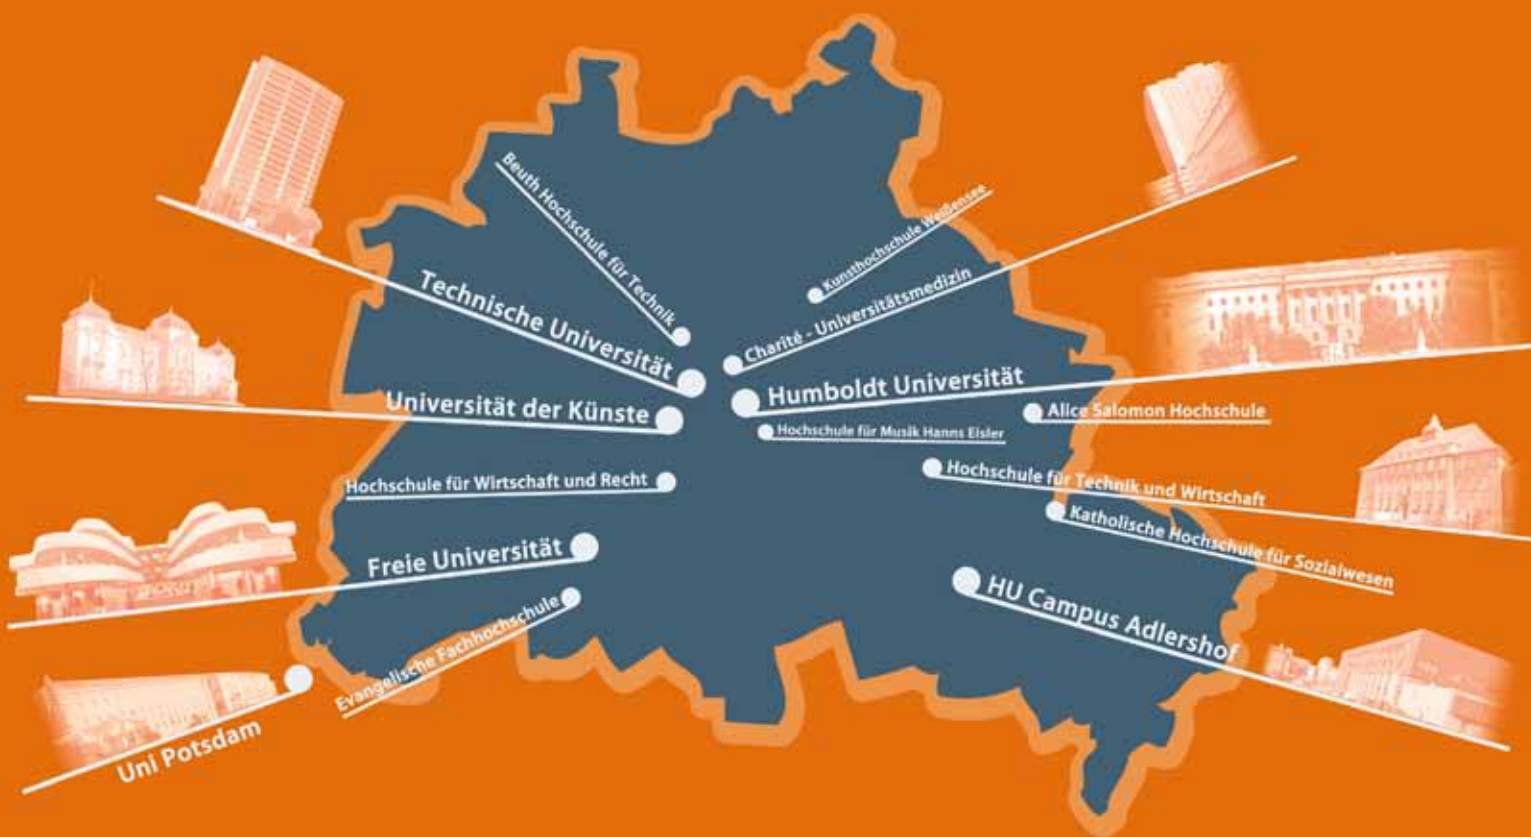 Beuth Hochschule für Technik
Kunsthochschule Weißensee
Technische Universität
Charité - Universitätsmedizin
Universität der Künste
Humboldt Universität
Alice Salomon Hochschule
Hochschule für Musik Hanns Eisler
Hochschule für Wirtschaft und Recht
Hochschule für Technik und Wirtschaft
Katholische Hochschule für Sozialwesen
Freie Universität
HU Campus Adlershof
Evangelische Fachhochschule
Uni Potsdam